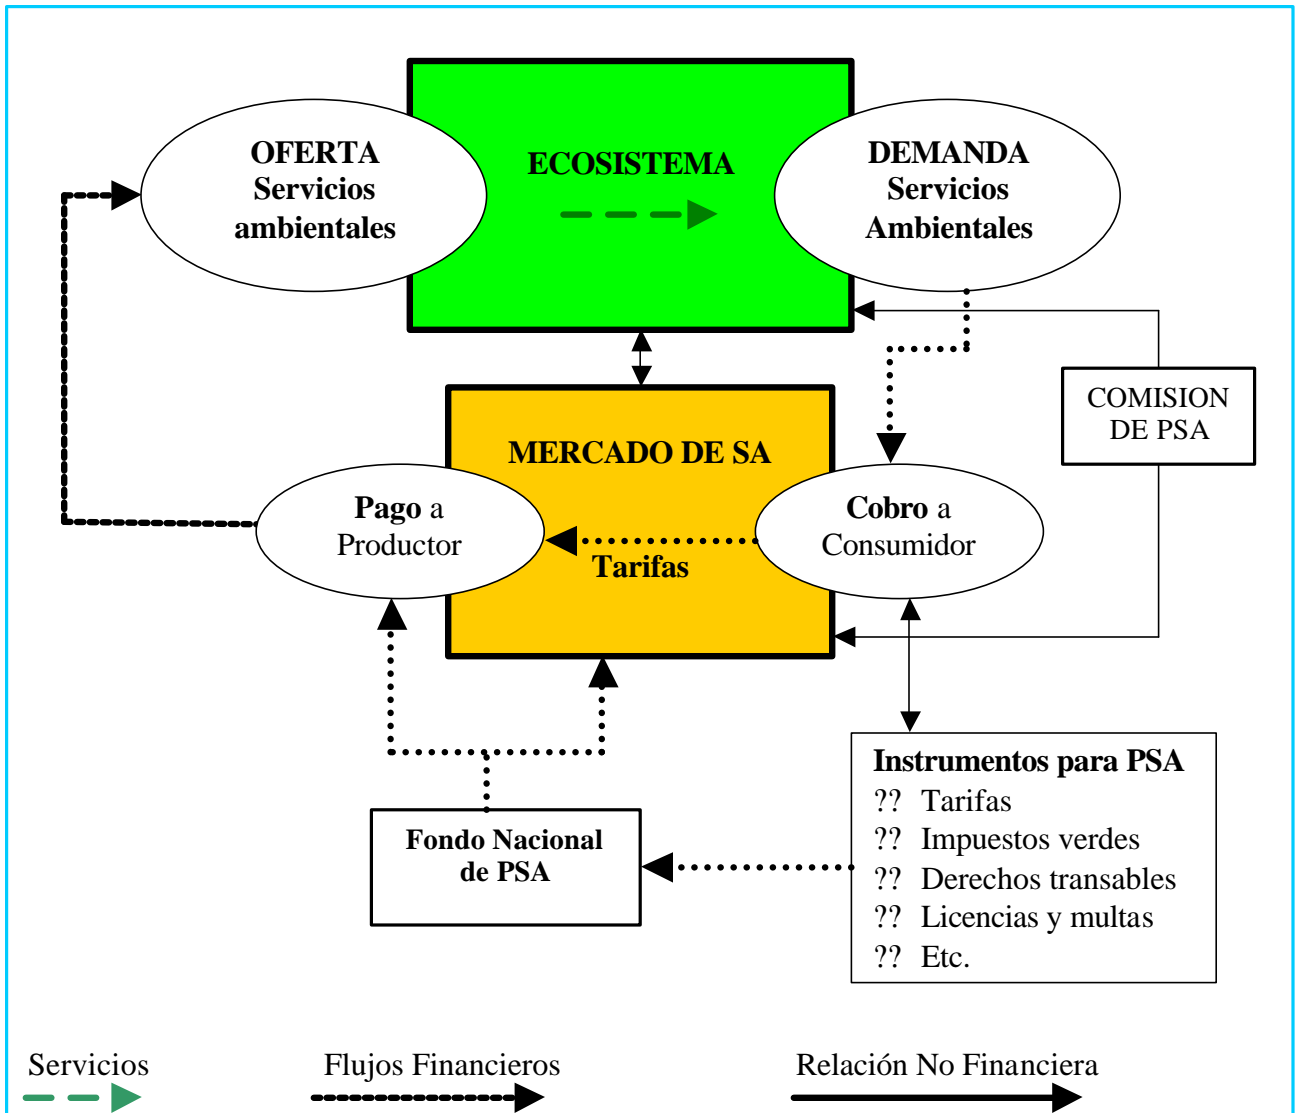 OFERTA
Servicios
ambientales
ECOSISTEMA
DEMANDA
Servicios
Ambientales
COMISION
DE PSA
MERCADO DE SA
Pago a
Productor
Tarifas
Cobro a
Consumidor
Fondo Nacional
de PSA
Instrumentos para PSA
?? Tarifas
?? Impuestos verdes
?? Derechos transables
?? Licencias y multas
?? Etc.
Servicios
Flujos Financieros
Relación No Financiera